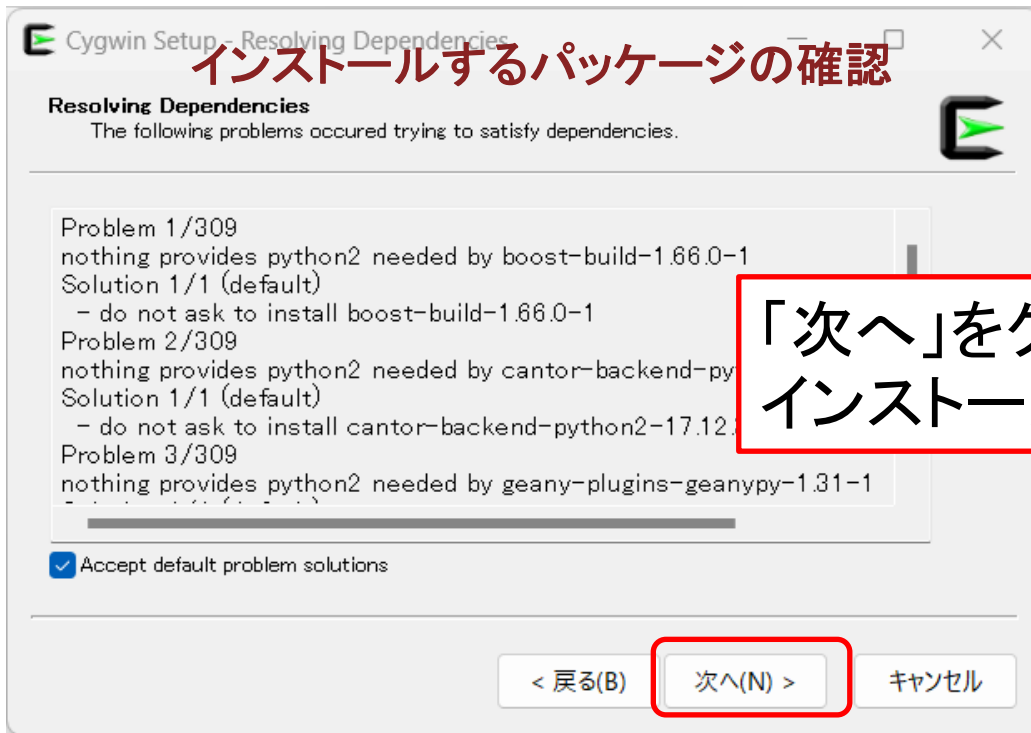 Cygwin Setup - Resolving Dependencies
インストールするパッケージの確認
Resolving Dependencies
The following problems occured trying to satisfy dependencies.
Problem 1/309
nothing provides python2 needed by boost-build-1.66.0-1
Solution 1/1 (default)
- do not ask to install boost-build-1.66.0-1
Problem 2/309
nothing provides python2 needed by cantor-backend-py
Solution 1/1 (default)
- do not ask to install cantor-backend-python2-17.12.
Problem 3/309
nothing provides python2 needed by geany-plugins-geanypy-1.31-1
「次へ」を
インストー
Accept default problem solutions
< 戻る(B)
次へ(N) >
キャンセル